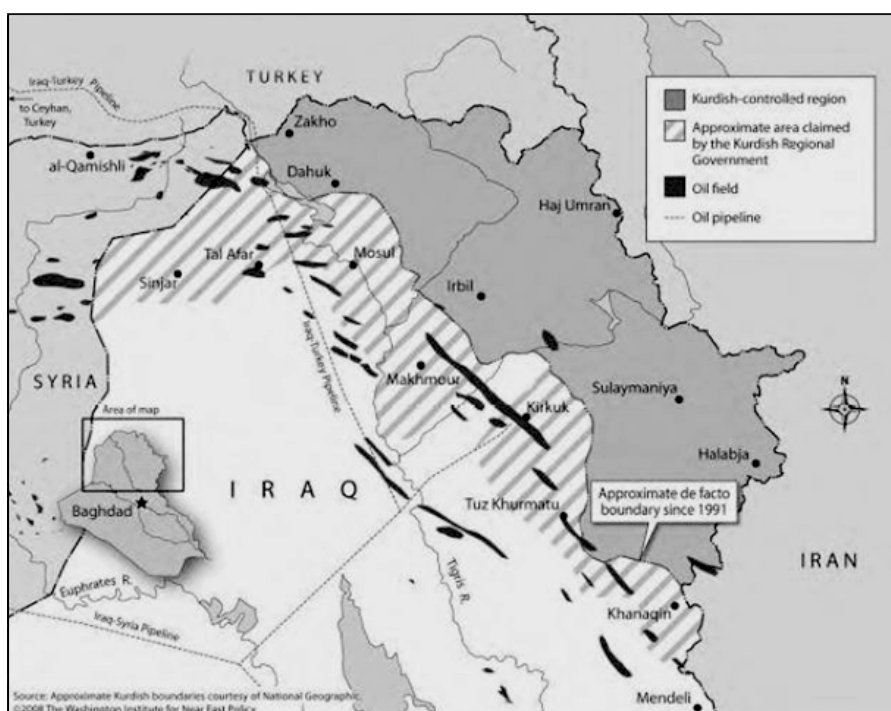 TURKEY
Iraq-Turkey Pipeline
to Ceyhan,
Turkey
Kurdish-controlled region
Approximate area claimed
by the Kurdish Regional
Government
Oil field
Oil pipeline
Zakho
al-Qamishli
Dahuk
Haj Umran
Tal Afar
Mosul
Sinjar
Irbil
Iraq-Turkey Pipeline
SYRIA
Makhmour
Sulaymaniya
N
Area of map
Kirkuk
Halabja
IRAQ
Approximate de facto
boundary since 1991
Baghdad
Tuz Khurmatu
IRAN
Tigris R.
Euphrates R.
Khanaqin
Iraq-Syria Pipeline
Mendeli
Source: Approximate Kurdish boundaries courtesy of National Geographic.
©2008 The Washington Institute for Near East Policy